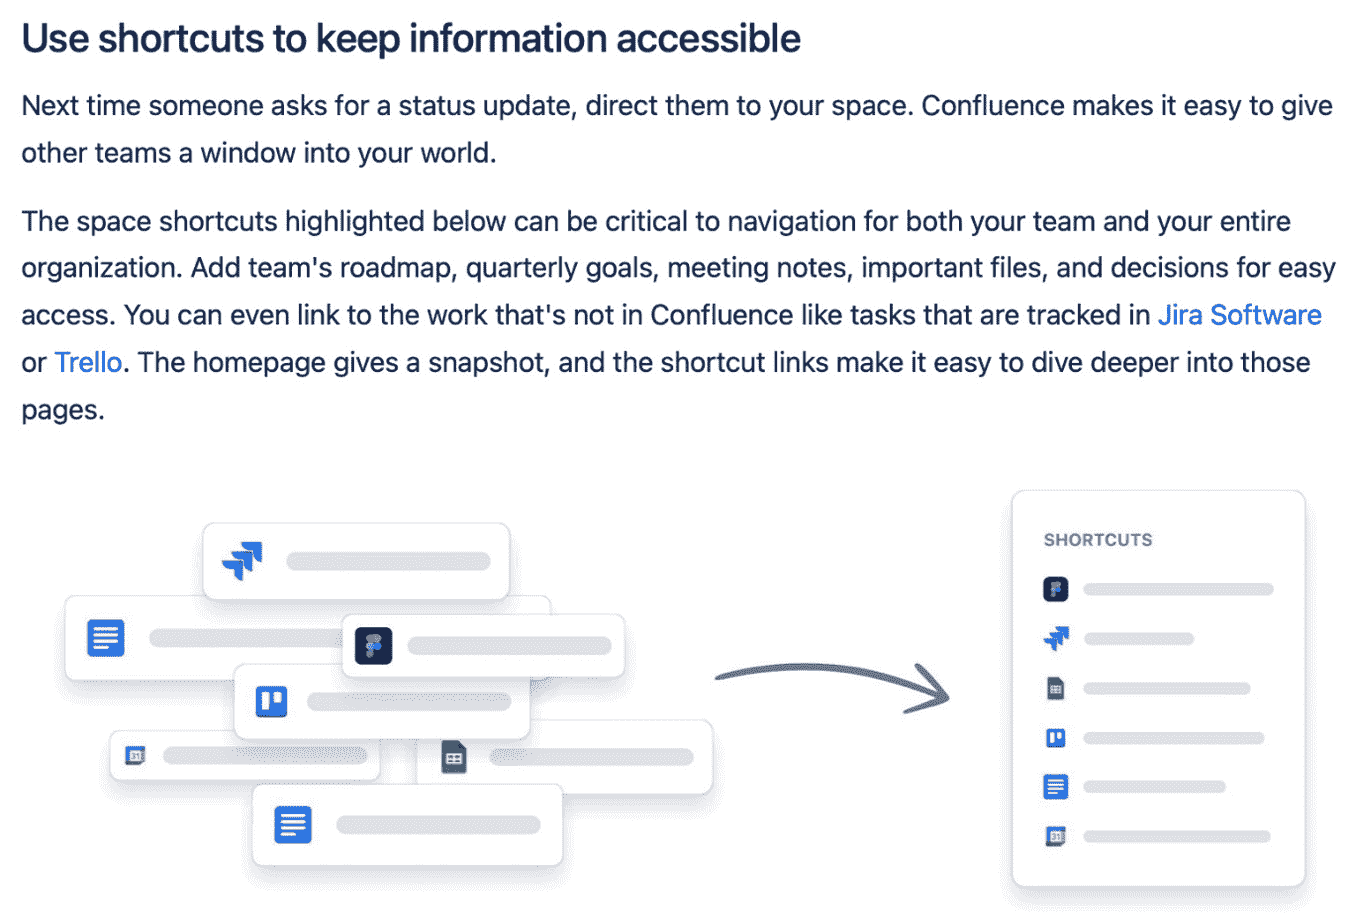 Use shortcuts to keep information accessible
Next time someone asks for a status update, direct them to your space. Confluence makes it easy to give
other teams a window into your world.
The space shortcuts highlighted below can be critical to navigation for both your team and your entire
organization. Add team's roadmap, quarterly goals, meeting notes, important files, and decisions for easy
access. You can even link to the work that's not in Confluence like tasks that are tracked in Jira Software
or Trello. The homepage gives a snapshot, and the shortcut links make it easy to dive deeper into those
pages.
SHORTCUTS
31
31